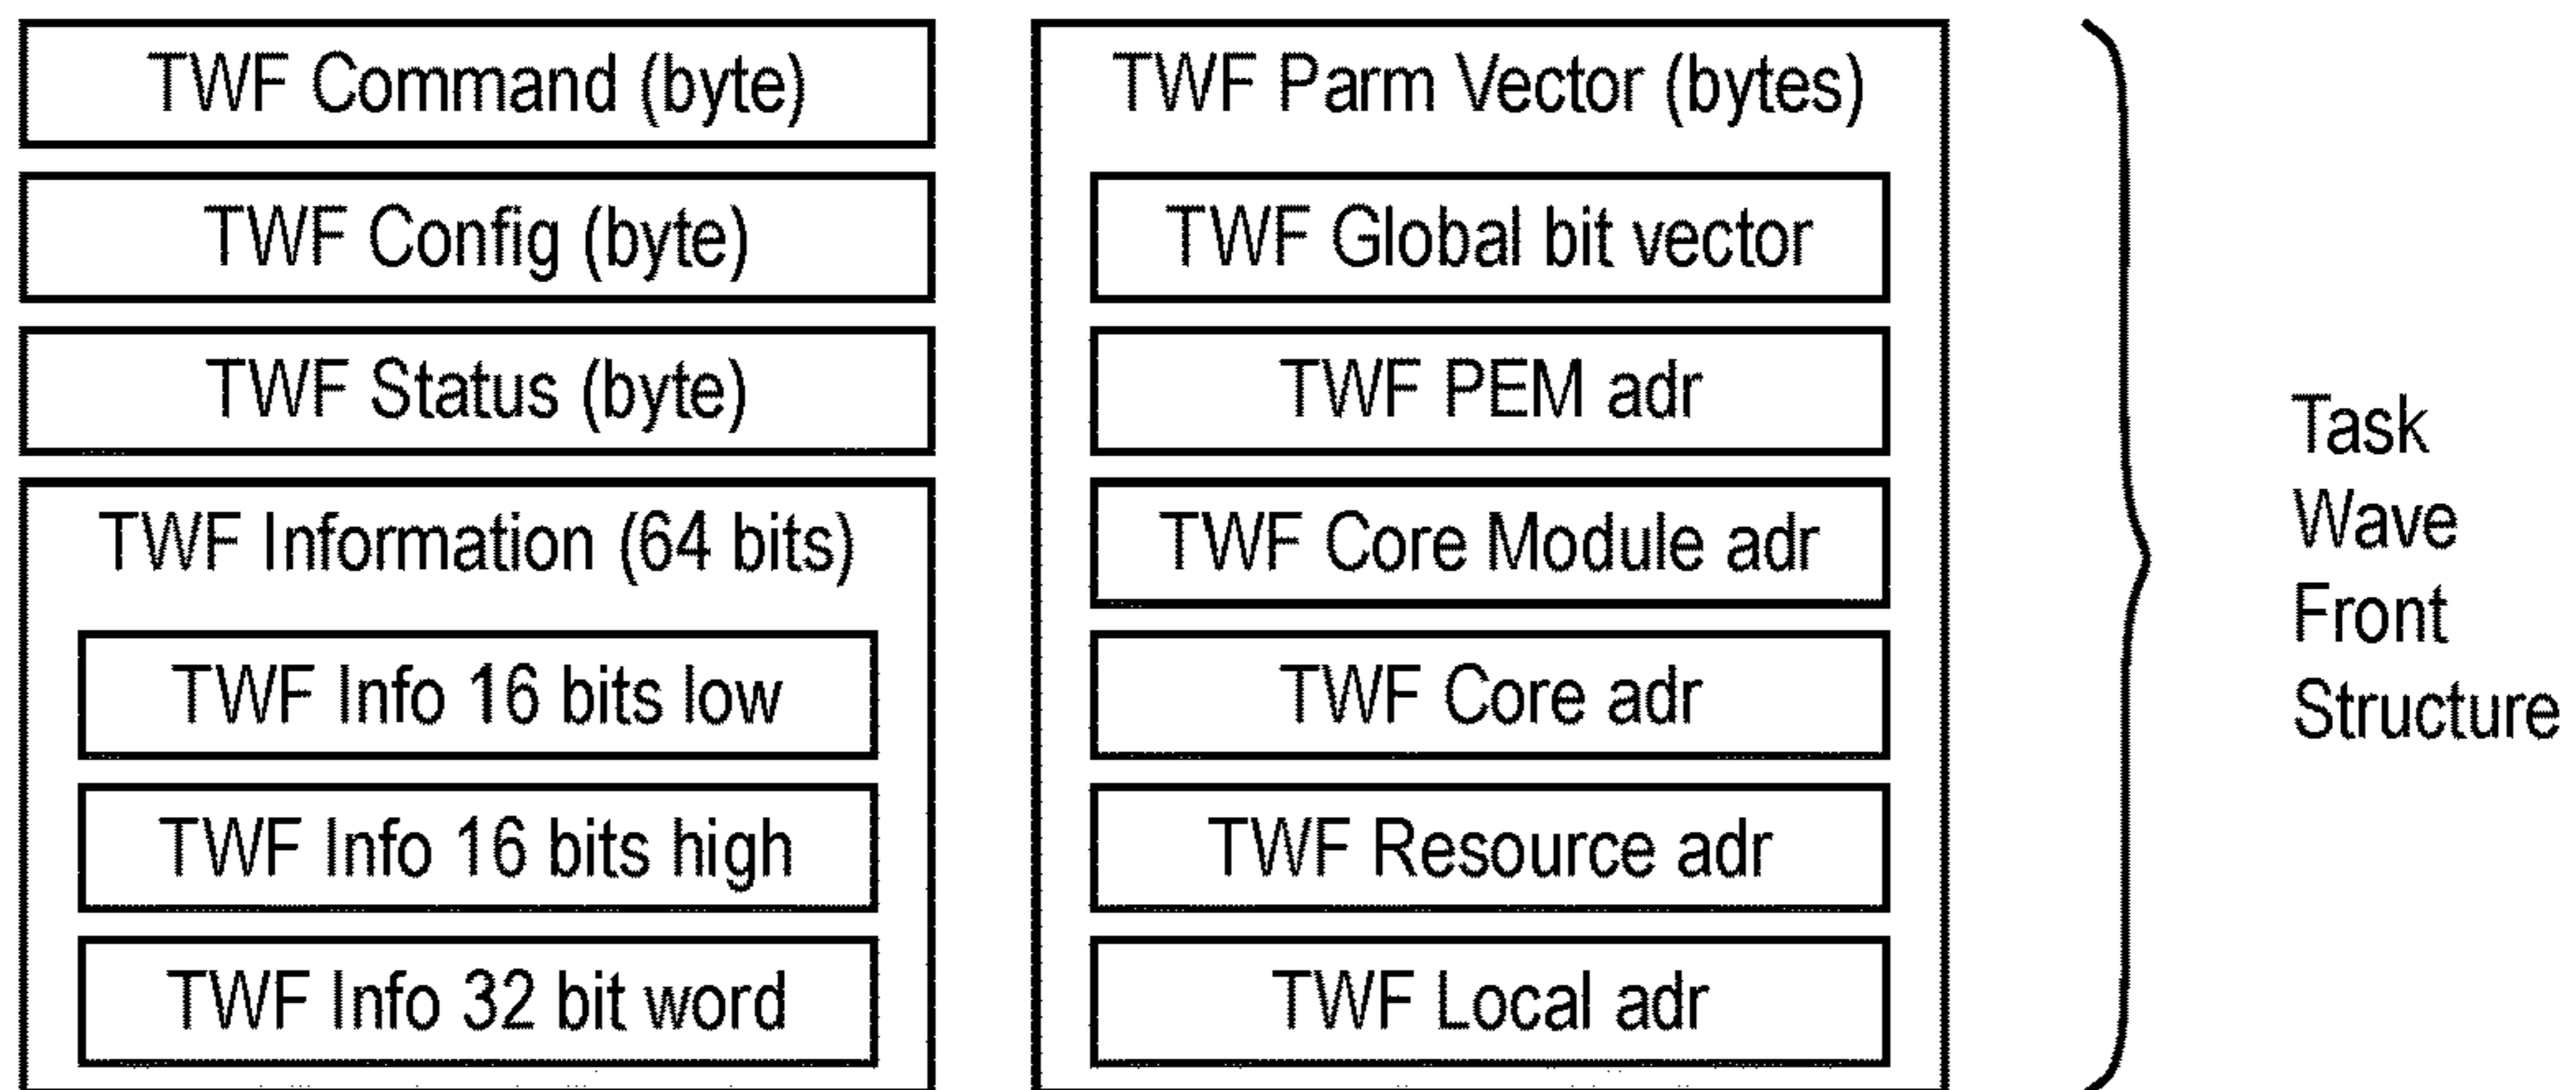 TWF Command (byte)
TWF Config (byte)
TWF Status (byte)
TWF Information (64 bits)
TWF Info 16 bits low
TWF Info 16 bits high
TWF Info 32 bit word
TWF Parm Vector (bytes)
TWF Global bit vector
TWF PEM adr
TWF Core Module adr
TWF Core adr
TWF Resource adr
TWF Local adr
Task
Wave
Front
Structure